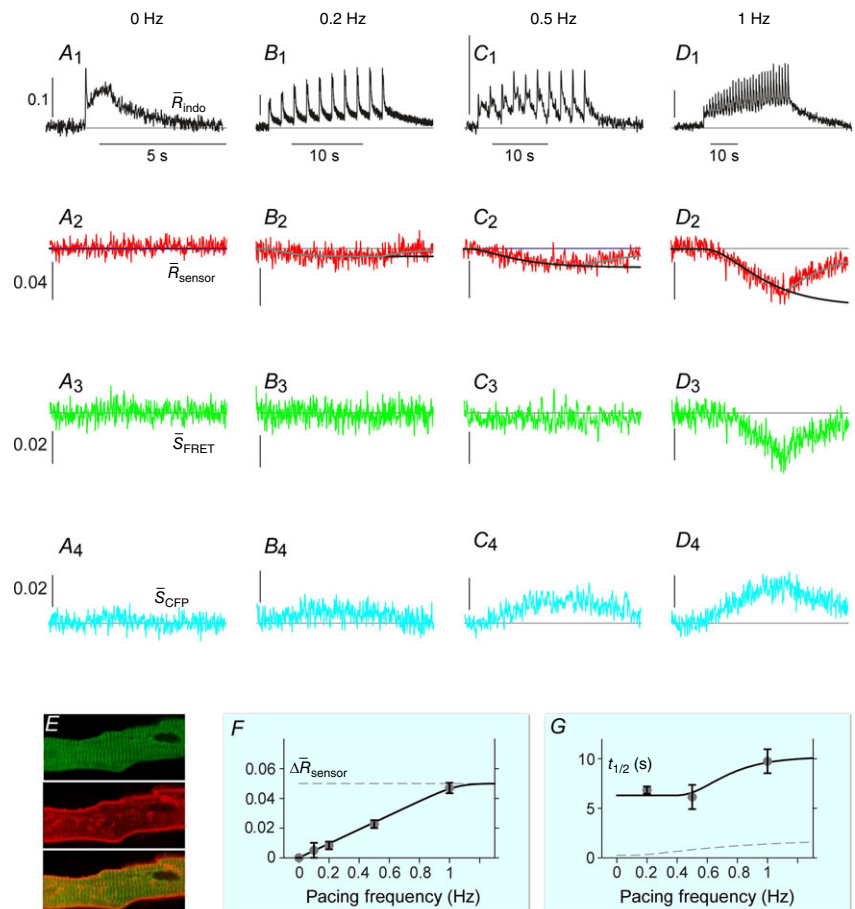 0 Hz 0.2 Hz 0.5 Hz 1 Hz
A1 B1 C1 D1
0.1 R̄indo
5 s 10 s 10 s 10 s
A2 B2 C2 D2
0.04 R̄sensor
A3 B3 C3 D3
0.02 S̄FRET
A4 B4 C4 D4
0.02 S̄CFP
E F G
ΔR̄sensor
0.06
0.04
0.02
0
0 0.2 0.4 0.6 0.8 1
Pacing frequency (Hz)
t1/2 (s)
10
5
0
0 0.2 0.4 0.6 0.8 1
Pacing frequency (Hz)